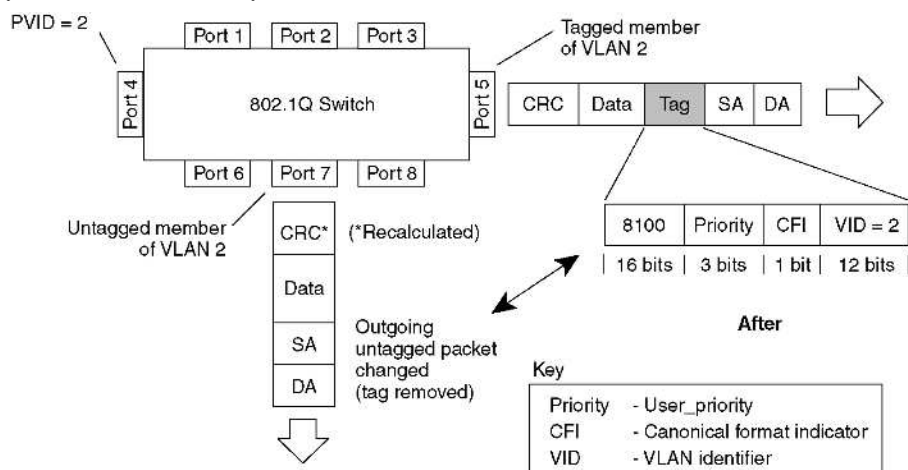 PVID = 2
Port 1
Port 2
Port 3
Tagged member
of VLAN 2
Port 4
802.1Q Switch
Port 5
CRC
Data
Tag
SA
DA
Port 6
Port 7
Port 8
Untagged member
of VLAN 2
CRC*
(*Recalculated)
Data
SA
DA
Outgoing
untagged packet
changed
(tag removed)
8100
Priority
CFI
VID = 2
16 bits
3 bits
1 bit
12 bits
After
Key
Priority - User_priority
CFI - Canonical format indicator
VID - VLAN identifier